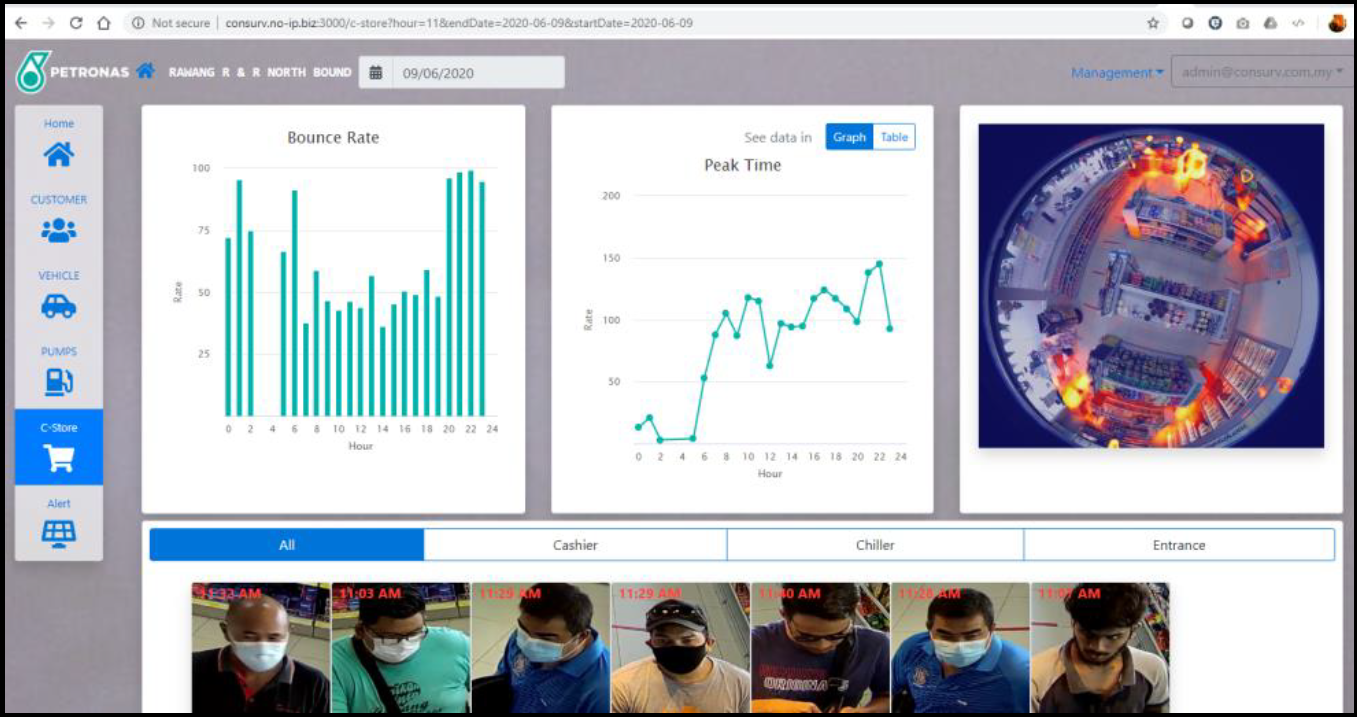 Not secure | consurv.no-ip.biz:3000/c-store?hour=11&endDate=2020-06-09&startDate=2020-06-09
PETRONAS RAWANG R & R NORTH BOUND 09/06/2020 Management admin@consurv.com.my
Home
CUSTOMER
VEHICLE
PUMPS
C-Store
Alert
Bounce Rate
100
75
50
25
Rate
0 2 4 6 8 10 12 14 16 18 20 22 24
Hour
See data in Graph Table
Peak Time
200
150
100
50
Rate
0 2 4 6 8 10 12 14 16 18 20 22 24
Hour
All Cashier Chiller Entrance
11:32 AM 11:03 AM 11:29 AM 11:29 AM 11:40 AM 11:28 AM 11:07 AM